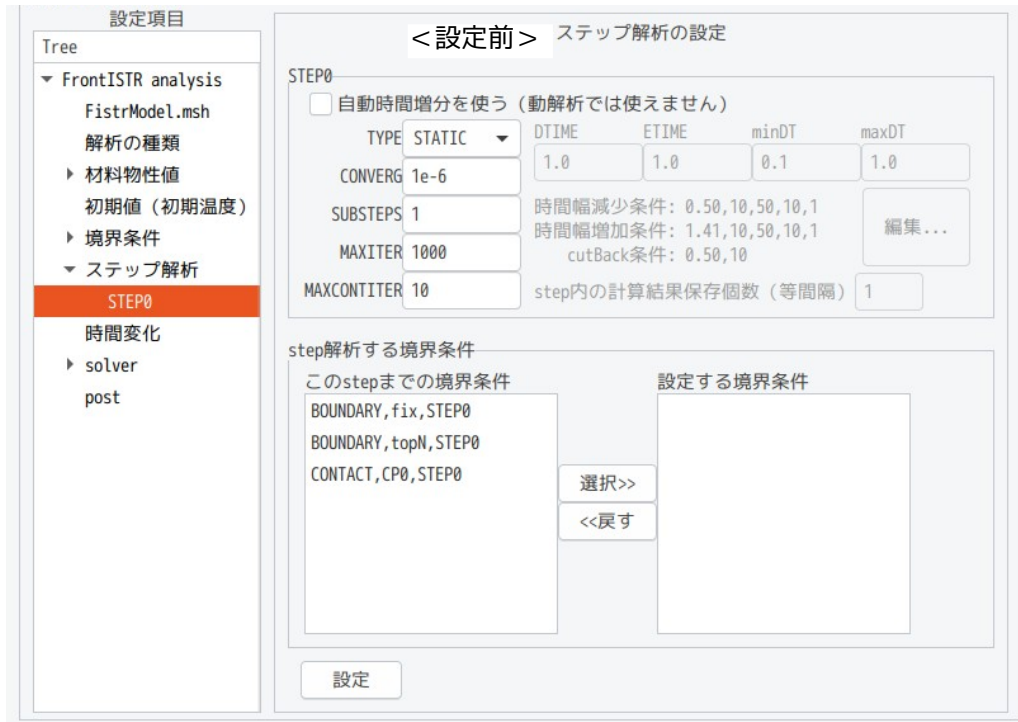 設定項目
Tree
FrontISTR analysis
FistrModel.msh
解析の種類
材料物性値
初期値（初期温度）
境界条件
ステップ解析
STEP0
時間変化
solver
post
＜設定前＞
ステップ解析の設定
STEP0
自動時間増分を使う（動解析では使えません）
TYPE STATIC
CONVERG 1e-6
SUBSTEPS 1
MAXITER 1000
MAXCONTITER 10
DTIME ETIME minDT maxDT
1.0 1.0 0.1 1.0
時間幅減少条件: 0.50,10,50,10,1
時間幅増加条件: 1.41,10,50,10,1
cutBack条件: 0.50,10
編集...
step内の計算結果保存個数（等間隔） 1
step解析する境界条件
このstepまでの境界条件
BOUNDARY,fix,STEP0
BOUNDARY,topN,STEP0
CONTACT,CP0,STEP0
選択>>
<<戻す
設定する境界条件
設定